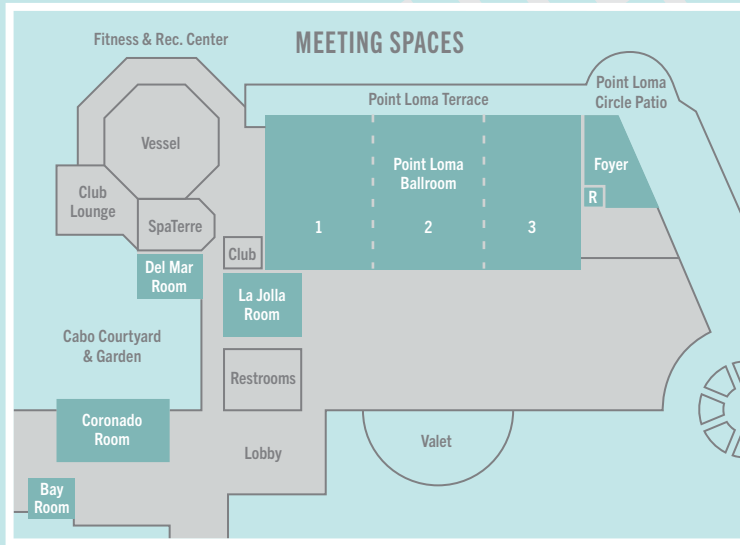 MEETING SPACES
Fitness & Rec. Center
Point Loma
Circle Patio
Point Loma Terrace
Vessel
Point Loma
Ballroom
Foyer
Club
Lounge
R
SpaTerre
1
2
3
Club
Del Mar
Room
La Jolla
Room
Cabo Courtyard
& Garden
Restrooms
Coronado
Room
Lobby
Valet
Bay
Room